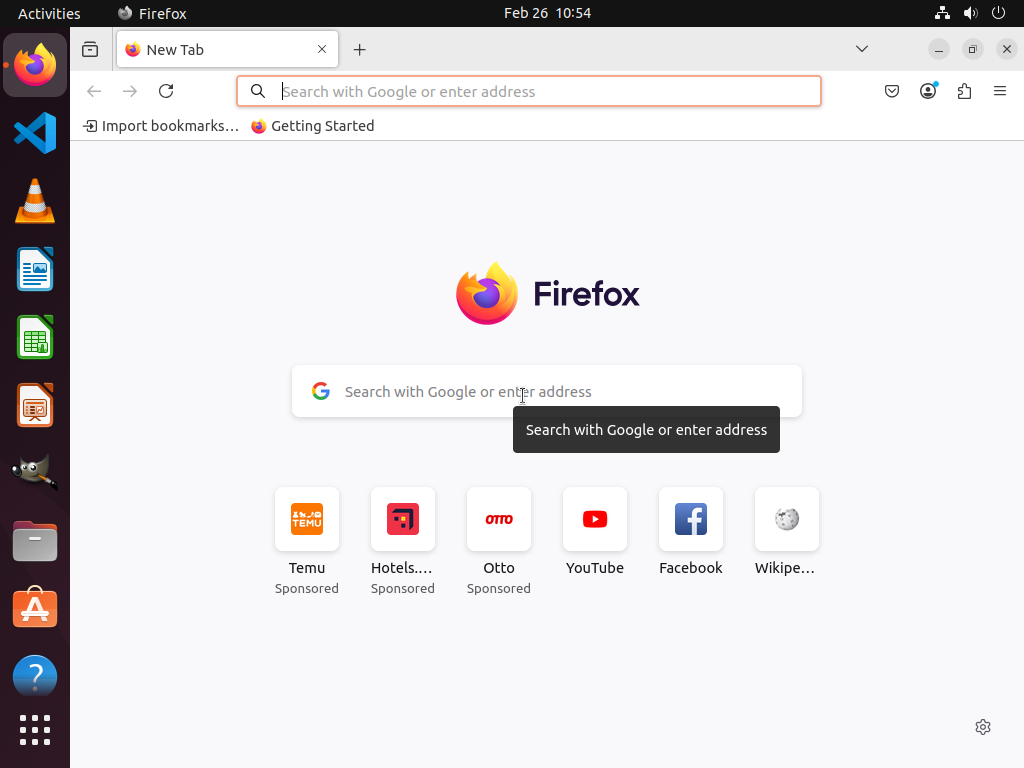 Activities
Firefox
Feb 26 10:54
New Tab
Search with Google or enter address
Import bookmarks…
Getting Started
Firefox
Search with Google or enter address
Search with Google or enter address
TEMU
OTTO
Temu
Hotels.…
Otto
YouTube
Facebook
Wikipe…
Sponsored
Sponsored
Sponsored